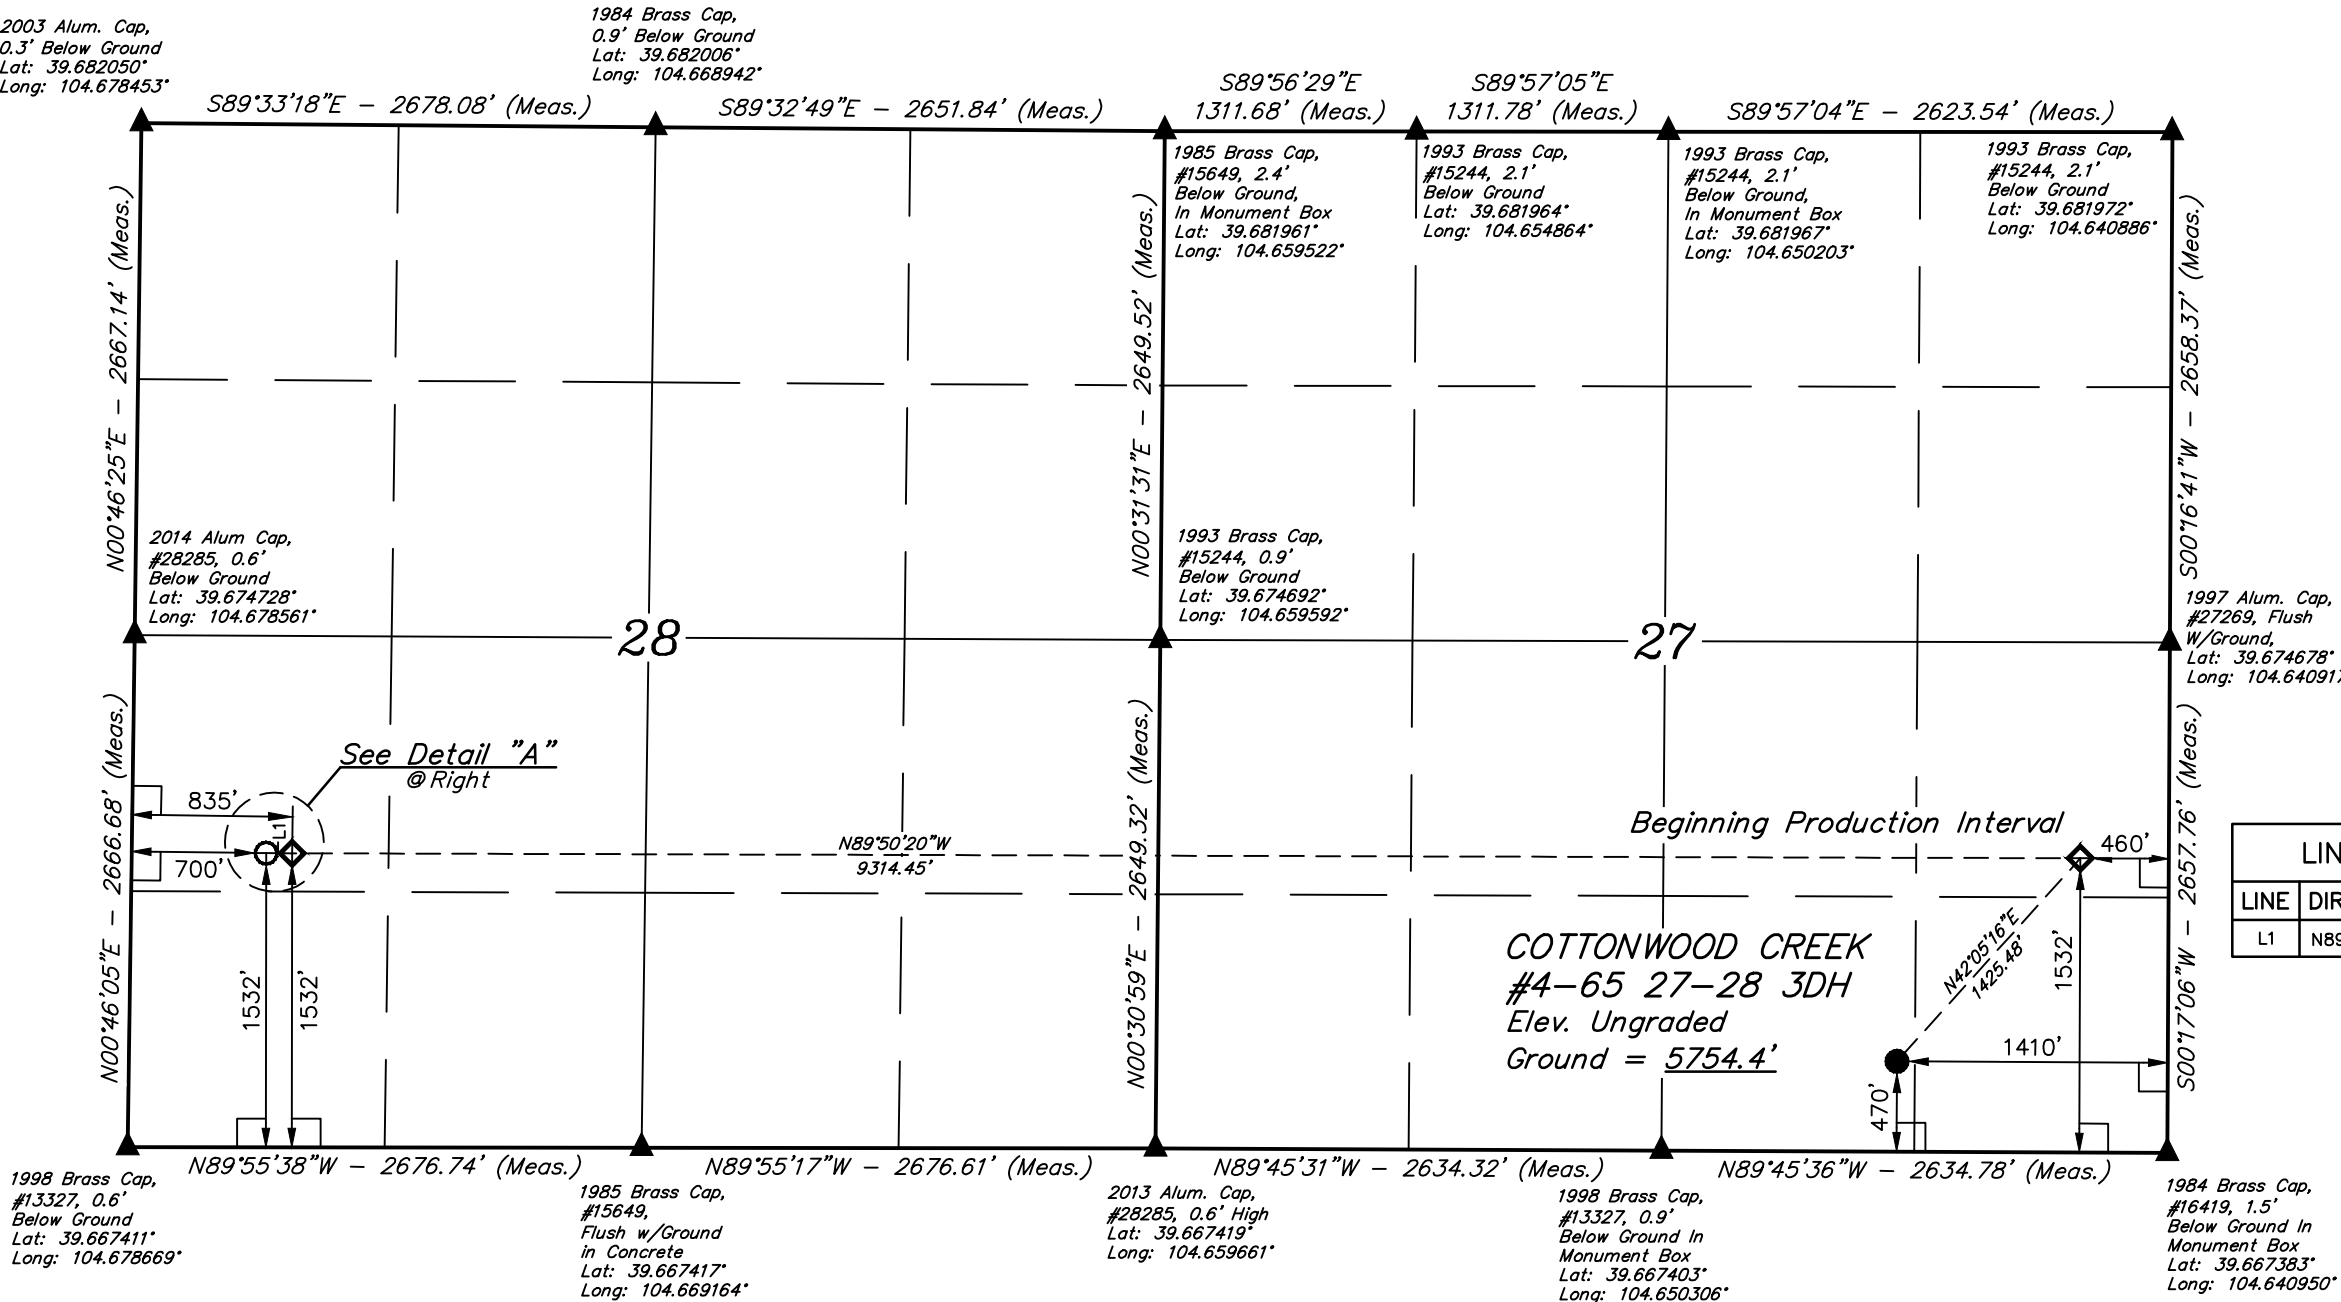 2003 Alum. Cap,
0.3' Below Ground
Lat: 39.682050°
Long: 104.678453°
1984 Brass Cap,
0.9' Below Ground
Lat: 39.682006°
Long: 104.668942°
S89°33'18"E - 2678.08' (Meas.)
S89°32'49"E - 2651.84' (Meas.)
S89°56'29"E
1311.68' (Meas.)
S89°57'05"E
1311.78' (Meas.)
S89°57'04"E - 2623.54' (Meas.)
1985 Brass Cap,
#15649, 2.4'
Below Ground,
In Monument Box
Lat: 39.681961°
Long: 104.659522°
1993 Brass Cap,
#15244, 2.1'
Below Ground
Lat: 39.681964°
Long: 104.654864°
1993 Brass Cap,
#15244, 2.1'
Below Ground,
In Monument Box
Lat: 39.681967°
Long: 104.650203°
1993 Brass Cap,
#15244, 2.1'
Below Ground
Lat: 39.681972°
Long: 104.640886°
N00°46'25"E - 2667.14' (Meas.)
N00°31'31"E - 2649.52' (Meas.)
S00°16'41"W - 2658.37' (Meas.)
2014 Alum Cap,
#28285, 0.6'
Below Ground
Lat: 39.674728°
Long: 104.678561°
1993 Brass Cap,
#15244, 0.9'
Below Ground
Lat: 39.674692°
Long: 104.659592°
1997 Alum. Cap,
#27269, Flush
W/Ground,
Lat: 39.674678°
Long: 104.640917
28
27
See Detail "A"
@ Right
835'
L1
700'
1532'
1532'
N89°50'20"W
9314.45'
Beginning Production Interval
460'
1532'
N42°05'16"E
1425.48'
1410'
470'
COTTONWOOD CREEK
#4-65 27-28 3DH
Elev. Ungraded
Ground = 5754.4'
LIN
LINE DIR
L1 N89
N00°46'05"E - 2666.68' (Meas.)
N00°30'59"E - 2649.32' (Meas.)
S00°17'06"W - 2657.76' (Meas.)
N89°55'38"W - 2676.74' (Meas.)
N89°55'17"W - 2676.61' (Meas.)
N89°45'31"W - 2634.32' (Meas.)
N89°45'36"W - 2634.78' (Meas.)
1998 Brass Cap,
#13327, 0.6'
Below Ground
Lat: 39.667411°
Long: 104.678669°
1985 Brass Cap,
#15649,
Flush w/Ground
in Concrete
Lat: 39.667417°
Long: 104.669164°
2013 Alum. Cap,
#28285, 0.6' High
Lat: 39.667419°
Long: 104.659661°
1998 Brass Cap,
#13327, 0.9'
Below Ground In
Monument Box
Lat: 39.667403°
Long: 104.650306°
1984 Brass Cap,
#16419, 1.5'
Below Ground In
Monument Box
Lat: 39.667383°
Long: 104.640950°